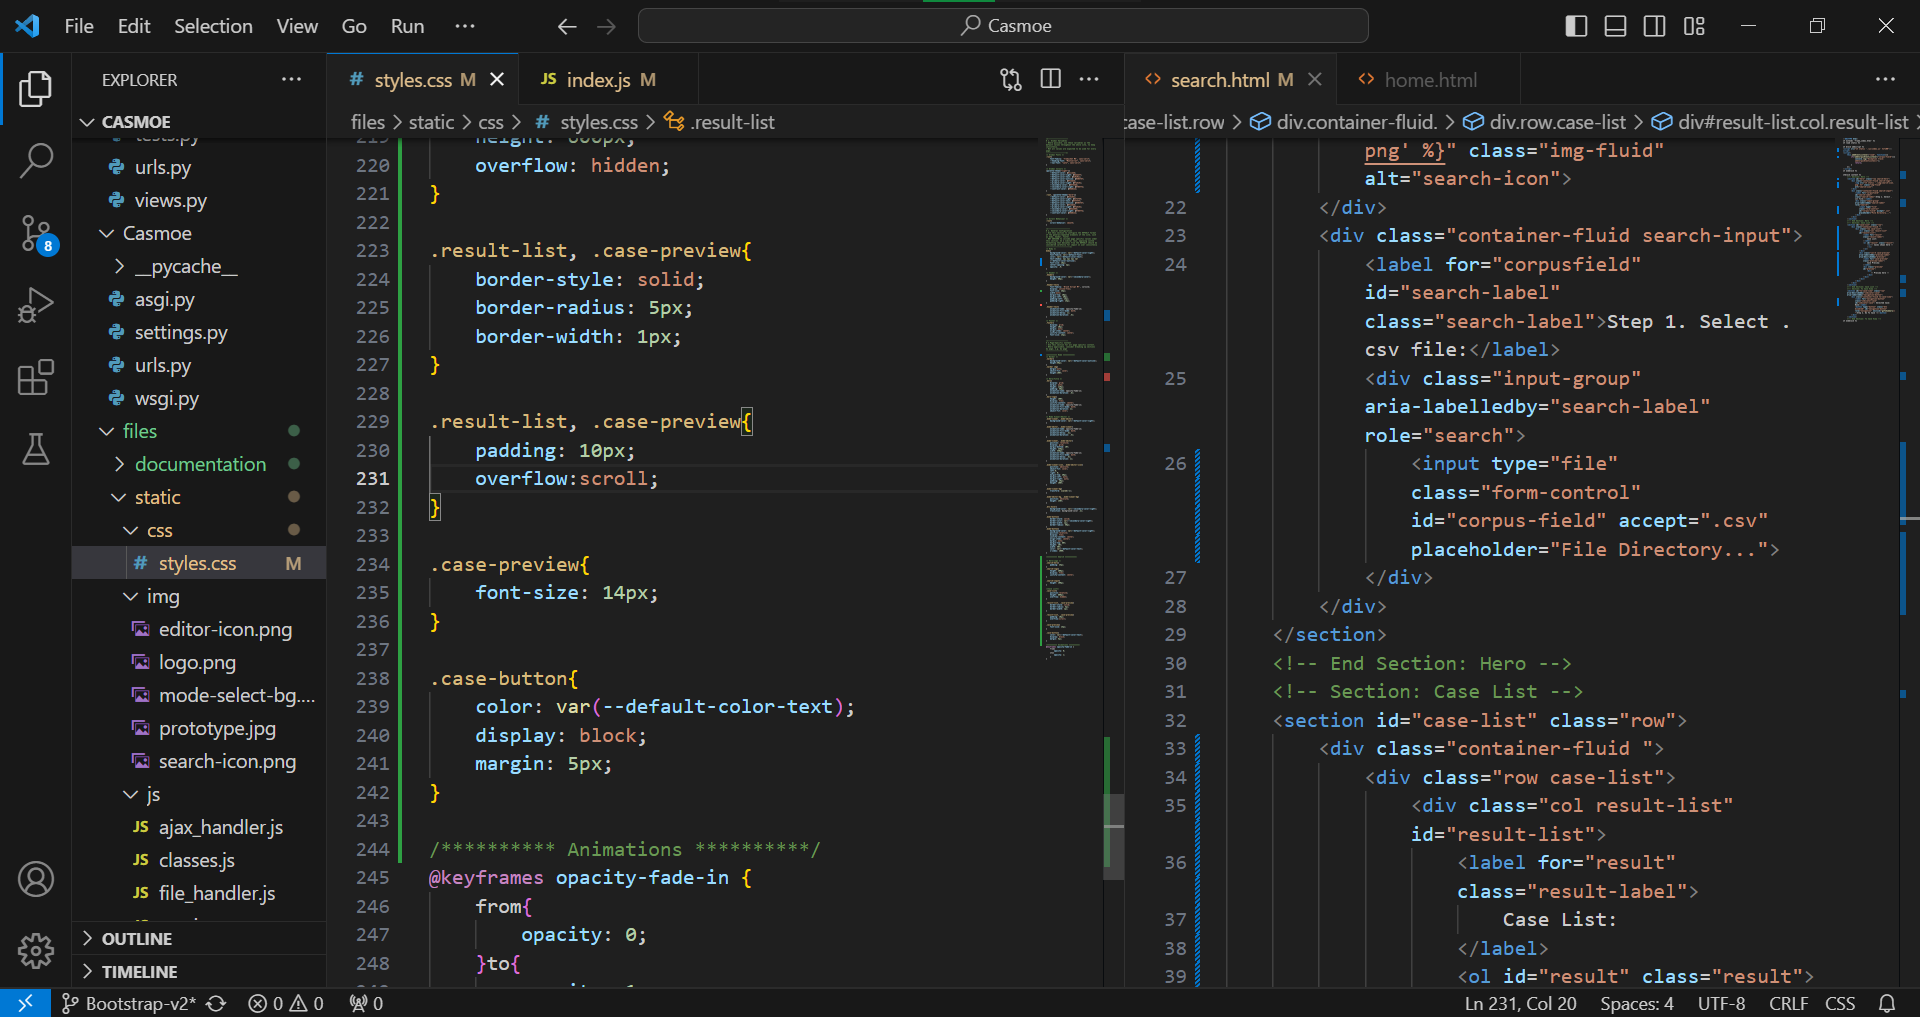 File Edit Selection View Go Run ···
Casmoe
EXPLORER
CASMOE
tests.py
urls.py
views.py
Casmoe
__pycache__
asgi.py
settings.py
urls.py
wsgi.py
files
documentation
static
css
# styles.css M
img
editor-icon.png
logo.png
mode-select-bg....
prototype.jpg
search-icon.png
js
JS ajax_handler.js
JS classes.js
JS file_handler.js
OUTLINE
TIMELINE
8
# styles.css M
JS index.js M
files > static > css > # styles.css > .result-list
219 height: 600px;
220 overflow: hidden;
221 }
222
223 .result-list, .case-preview{
224 border-style: solid;
225 border-radius: 5px;
226 border-width: 1px;
227 }
228
229 .result-list, .case-preview{
230 padding: 10px;
231 overflow:scroll;
232 }
233
234 .case-preview{
235 font-size: 14px;
236 }
237
238 .case-button{
239 color: var(--default-color-text);
240 display: block;
241 margin: 5px;
242 }
243
244 /********** Animations **********/
245 @keyframes opacity-fade-in {
246 from{
247 opacity: 0;
248 }to{
<> search.html M
<> home.html
case-list.row > div.container-fluid. > div.row.case-list > div#result-list.col.result-list >
png' %}" class="img-fluid"
alt="search-icon">
22 </div>
23 <div class="container-fluid search-input">
24 <label for="corpusfield"
id="search-label"
class="search-label">Step 1. Select .
csv file:</label>
25 <div class="input-group"
aria-labelledby="search-label"
role="search">
26 <input type="file"
class="form-control"
id="corpus-field" accept=".csv"
placeholder="File Directory...">
27 </div>
28 </div>
29 </section>
30 <!-- End Section: Hero -->
31 <!-- Section: Case List -->
32 <section id="case-list" class="row">
33 <div class="container-fluid ">
34 <div class="row case-list">
35 <div class="col result-list"
id="result-list">
36 <label for="result"
class="result-label">
37 Case List:
38 </label>
39 <ol id="result" class="result">
Bootstrap-v2* 0 0 0
Ln 231, Col 20 Spaces: 4 UTF-8 CRLF CSS